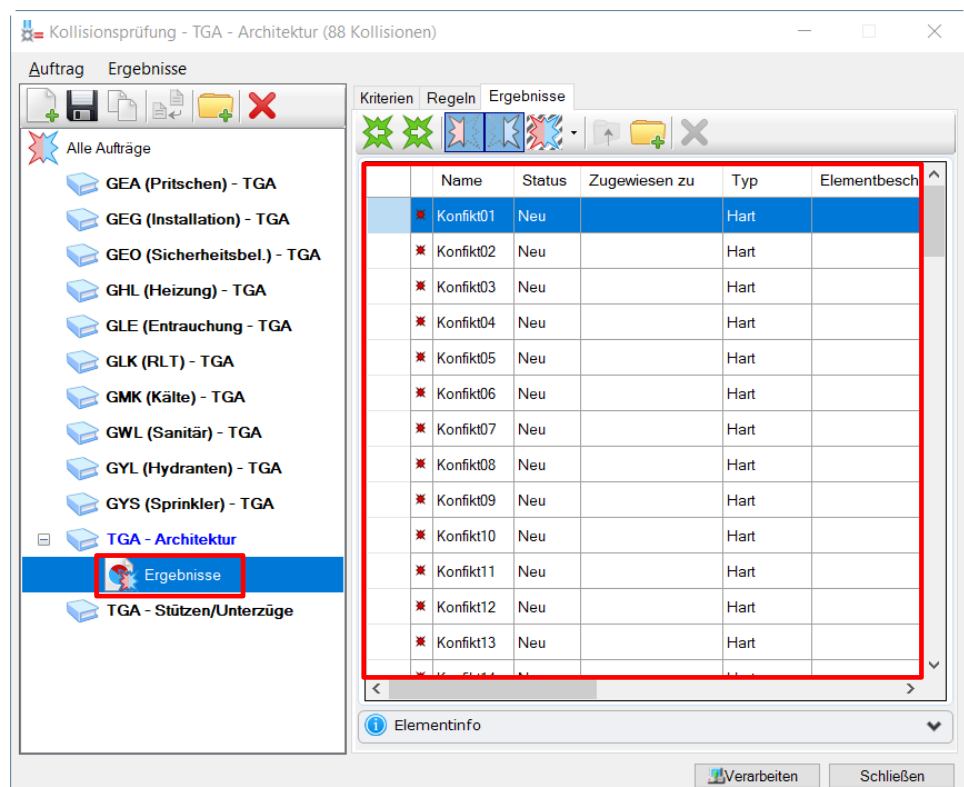 Kollisionsprüfung - TGA - Architektur (88 Kollisionen)
Auftrag Ergebnisse
Alle Aufträge
GEA (Pritschen) - TGA
GEG (Installation) - TGA
GEO (Sicherheitsbel.) - TGA
GHL (Heizung) - TGA
GLE (Entrauchung - TGA
GLK (RLT) - TGA
GMK (Kälte) - TGA
GWL (Sanitär) - TGA
GYL (Hydranten) - TGA
GYS (Sprinkler) - TGA
TGA - Architektur
Ergebnisse
TGA - Stützen/Unterzüge
Kriterien Regeln Ergebnisse
Name Status Zugewiesen zu Typ Elementbesch
Konfikt01 Neu Hart
Konfikt02 Neu Hart
Konfikt03 Neu Hart
Konfikt04 Neu Hart
Konfikt05 Neu Hart
Konfikt06 Neu Hart
Konfikt07 Neu Hart
Konfikt08 Neu Hart
Konfikt09 Neu Hart
Konfikt10 Neu Hart
Konfikt11 Neu Hart
Konfikt12 Neu Hart
Konfikt13 Neu Hart
Elementinfo
Verarbeiten Schließen